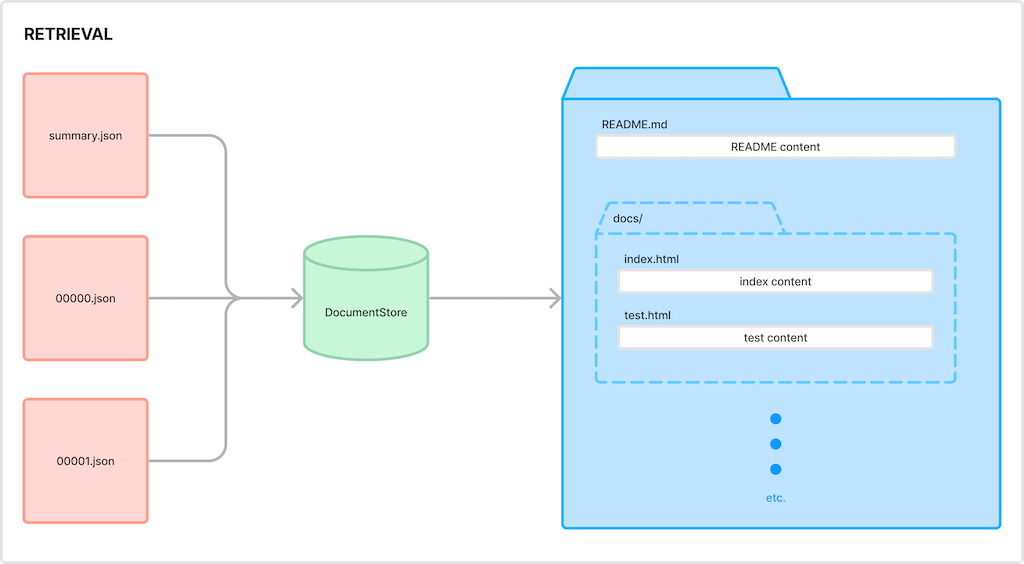 RETRIEVAL
summary.json
00000.json
00001.json
DocumentStore
README.md
README content
docs/
index.html
index content
test.html
test content
etc.